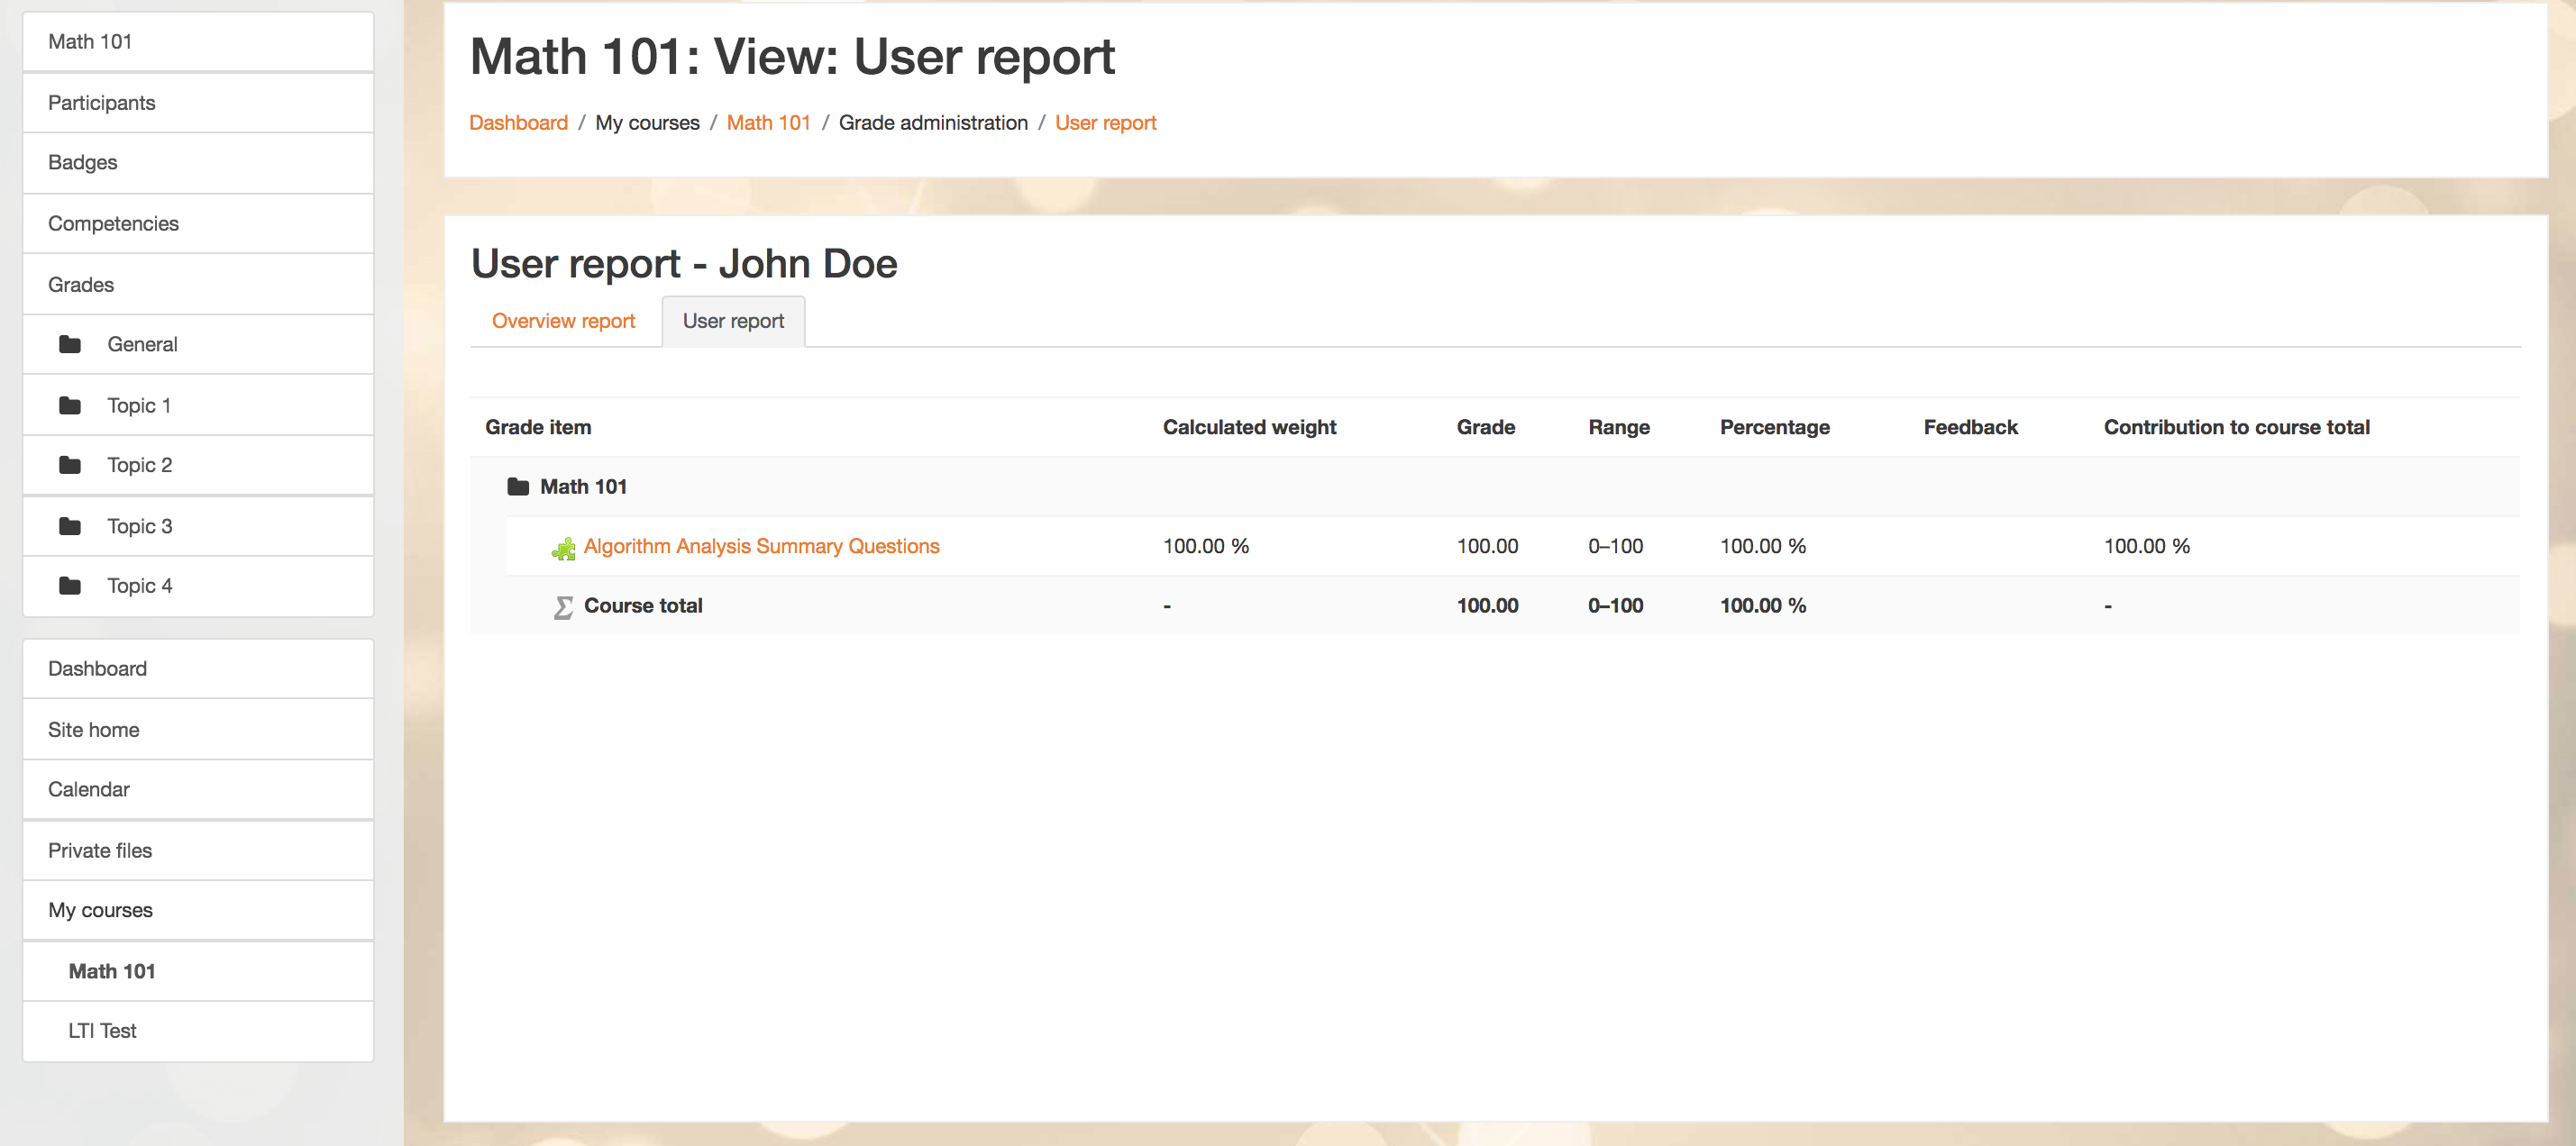 Math 101
Participants
Badges
Competencies
Grades
General
Topic 1
Topic 2
Topic 3
Topic 4
Dashboard
Site home
Calendar
Private files
My courses
Math 101
LTI Test
Math 101: View: User report
Dashboard / My courses / Math 101 / Grade administration / User report
User report - John Doe
Overview report User report
Grade item Calculated weight Grade Range Percentage Feedback Contribution to course total
Math 101
Algorithm Analysis Summary Questions 100.00 % 100.00 0–100 100.00 % 100.00 %
Σ Course total - 100.00 0–100 100.00 % -